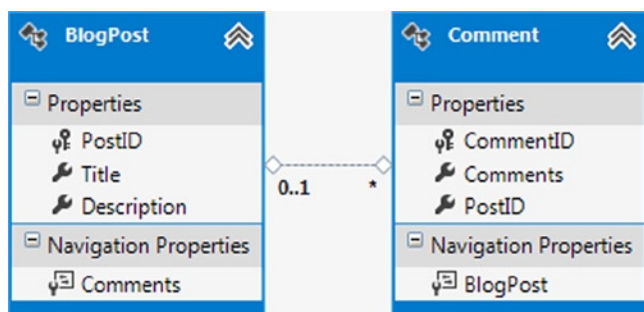 BlogPost
Properties
PostID
Title
Description
Navigation Properties
Comments
0..1 *
Comment
Properties
CommentID
Comments
PostID
Navigation Properties
BlogPost